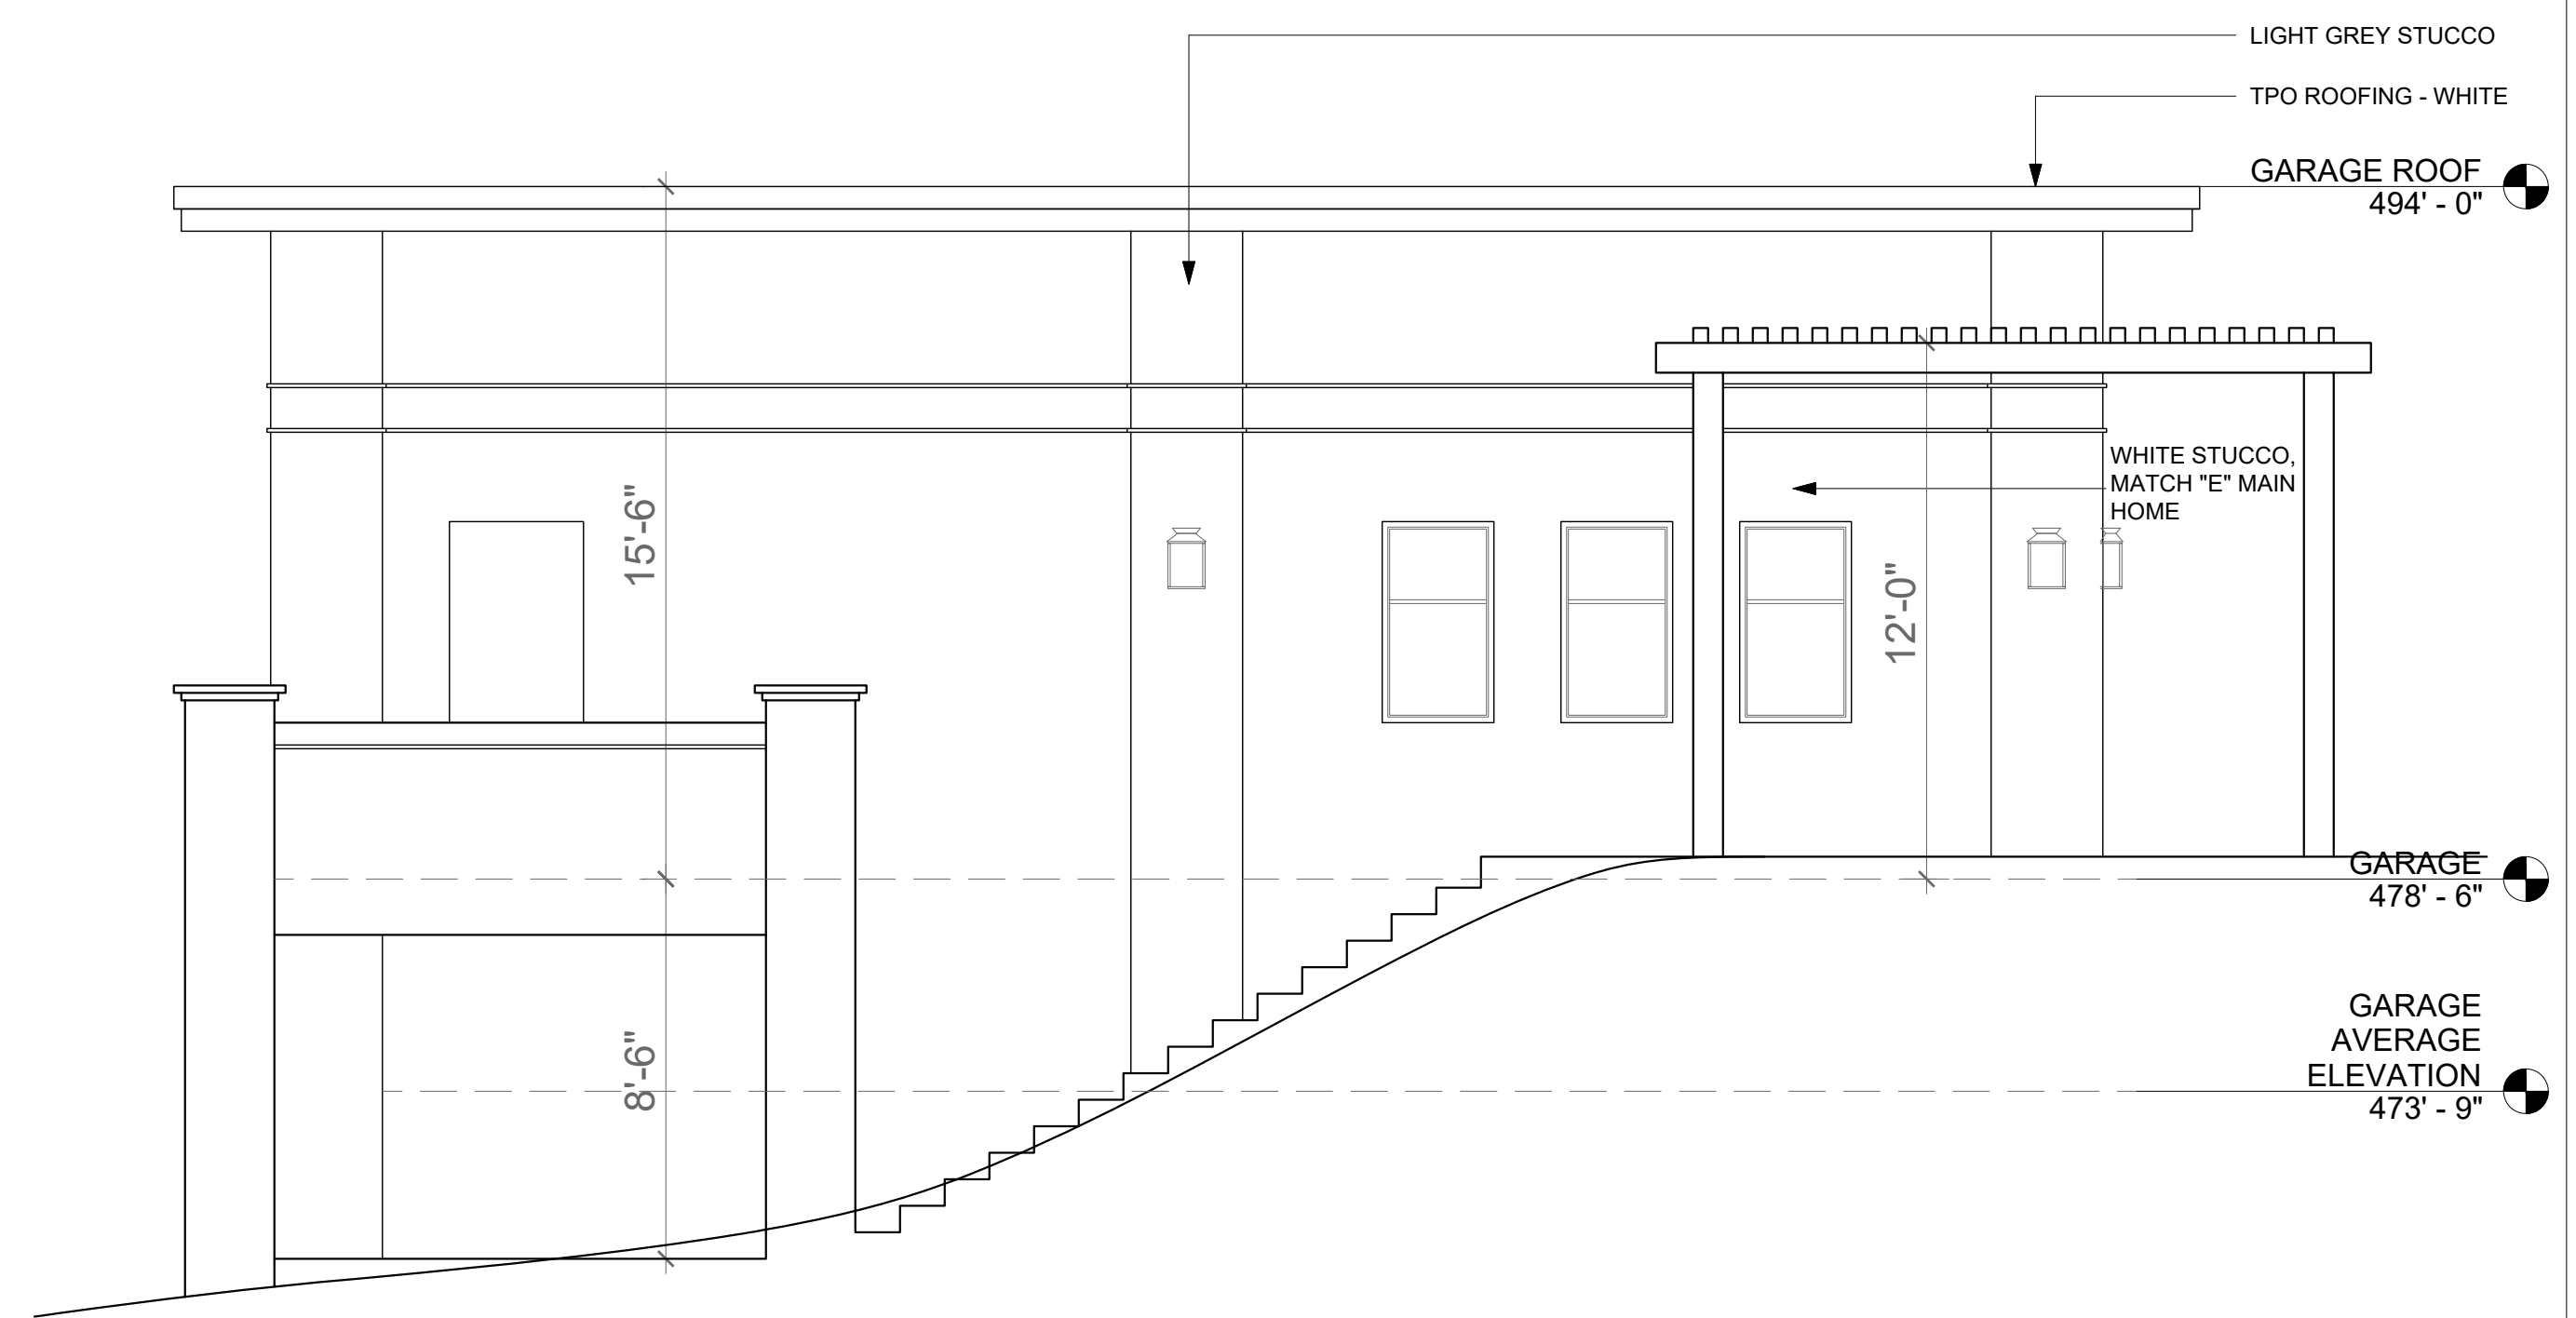 LIGHT GREY STUCCO
TPO ROOFING - WHITE
GARAGE ROOF
494' - 0"
WHITE STUCCO,
MATCH "E" MAIN
HOME
15'-6"
12'-0"
GARAGE
478' - 6"
8'-6"
GARAGE
AVERAGE
ELEVATION
473' - 9"